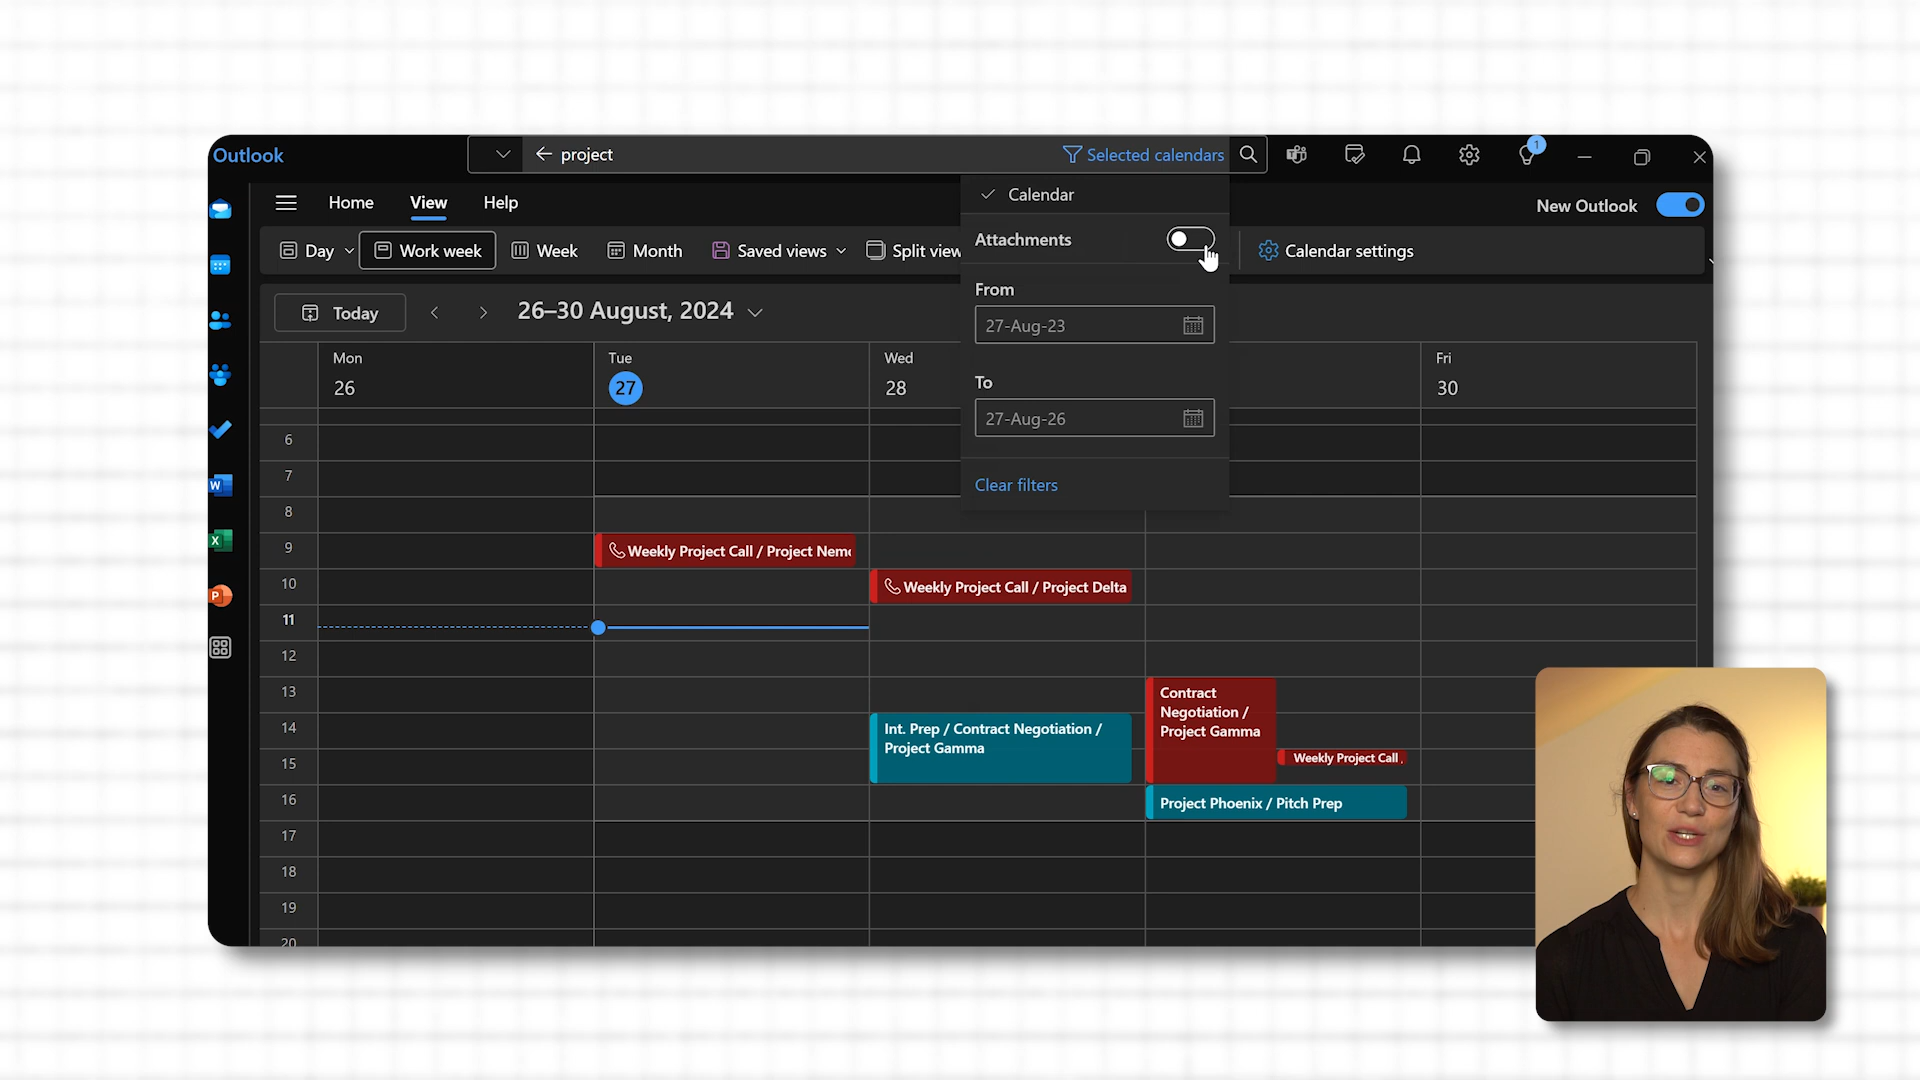 Outlook
project
Selected calendars
1
Calendar
Home
View
Help
New Outlook
Attachments
Day
Work week
Week
Month
Saved views
Split view
Calendar settings
From
Today
26–30 August, 2024
27-Aug-23
Mon
Tue
Wed
Fri
26
27
28
30
To
27-Aug-26
Clear filters
6
7
8
9
10
11
12
13
14
15
16
17
18
19
20
Weekly Project Call / Project Nemo
Weekly Project Call / Project Delta
Contract
Negotiation /
Project Gamma
Int. Prep / Contract Negotiation /
Project Gamma
Weekly Project Call
Project Phoenix / Pitch Prep
W
X
P